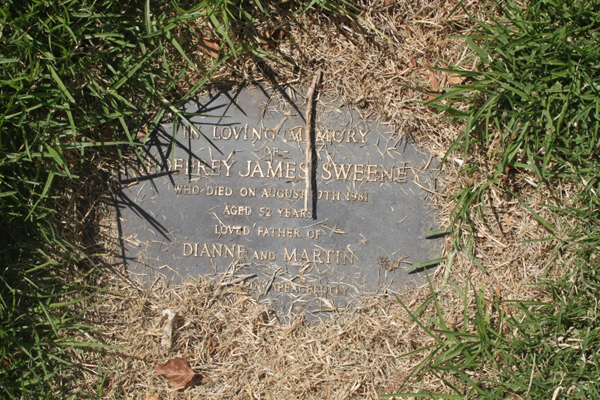 IN LOVING MEMORY
OF
JAMES SWEENEY
WHO DIED ON AUGUST 1981
AGED 52 YEARS
LOVED FATHER OF
DIANNE AND MARTIN